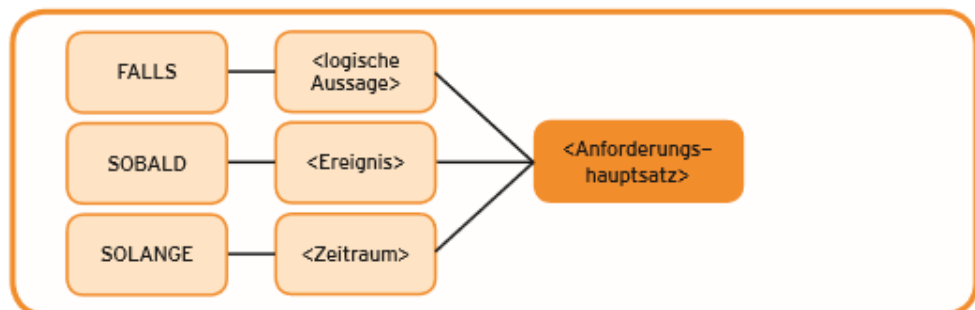 FALLS
<logische
Aussage>
SOBALD
<Ereignis>
<Anforderungs–
hauptsatz>
SOLANGE
<Zeitraum>